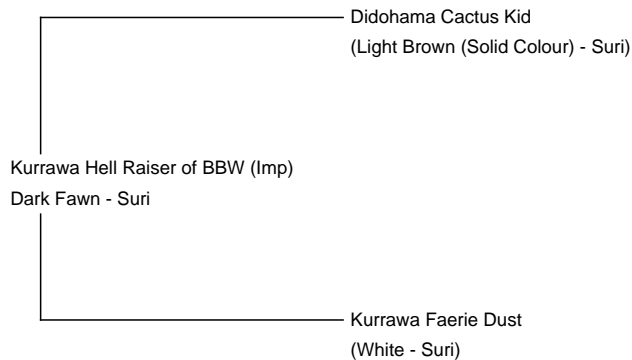 Didohama Cactus Kid
(Light Brown (Solid Colour) - Suri)
Kurrawa Hell Raiser of BBW (Imp)
Dark Fawn - Suri
Kurrawa Faerie Dust
(White - Suri)